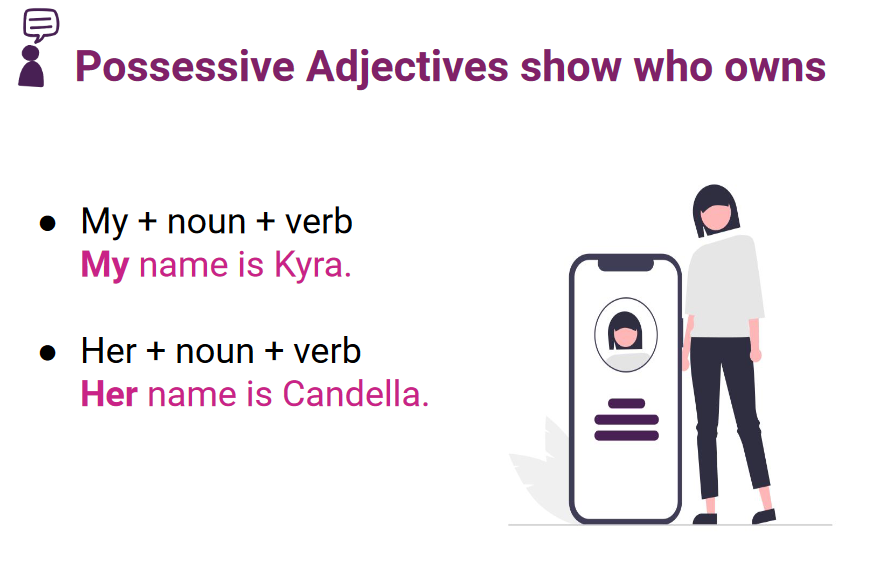 Possessive Adjectives show who owns
● My + noun + verb
My name is Kyra.
● Her + noun + verb
Her name is Candella.